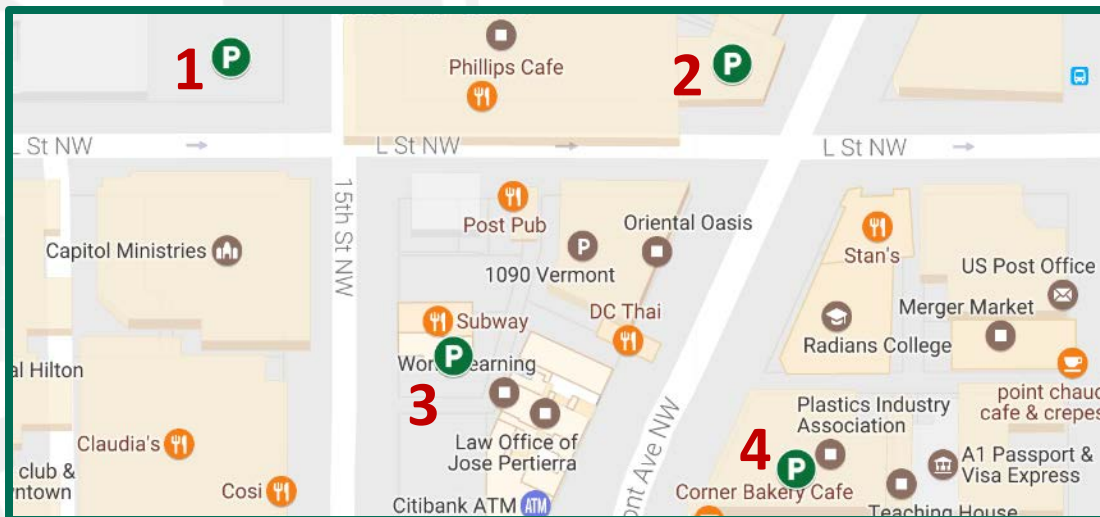 1
P
2
P
Phillips Cafe
L St NW
L St NW
L St NW
15th St NW
Post Pub
Oriental Oasis
Capitol Ministries
P
1090 Vermont
Stan's
US Post Office
Subway
DC Thai
Merger Market
Radians College
P
3
al Hilton
Law Office of
Jose Pertierra
Plastics Industry
Association
point chaud
cafe & crepes
Claudia's
4
P
A1 Passport &
Visa Express
club &
ntown
Cosi
Citibank ATM
ATM
ont Ave NW
Corner Bakery Cafe
Teaching House